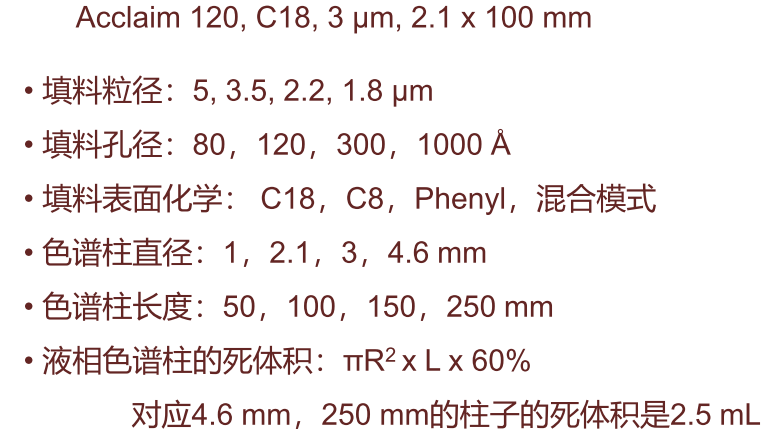 Acclaim 120, C18, 3 μm, 2.1 x 100 mm
• 填料粒径：5, 3.5, 2.2, 1.8 μm
• 填料孔径：80，120，300，1000 Å
• 填料表面化学： C18，C8，Phenyl，混合模式
• 色谱柱直径：1，2.1，3，4.6 mm
• 色谱柱长度：50，100，150，250 mm
• 液相色谱柱的死体积：πR² x L x 60%
对应4.6 mm，250 mm的柱子的死体积是2.5 mL